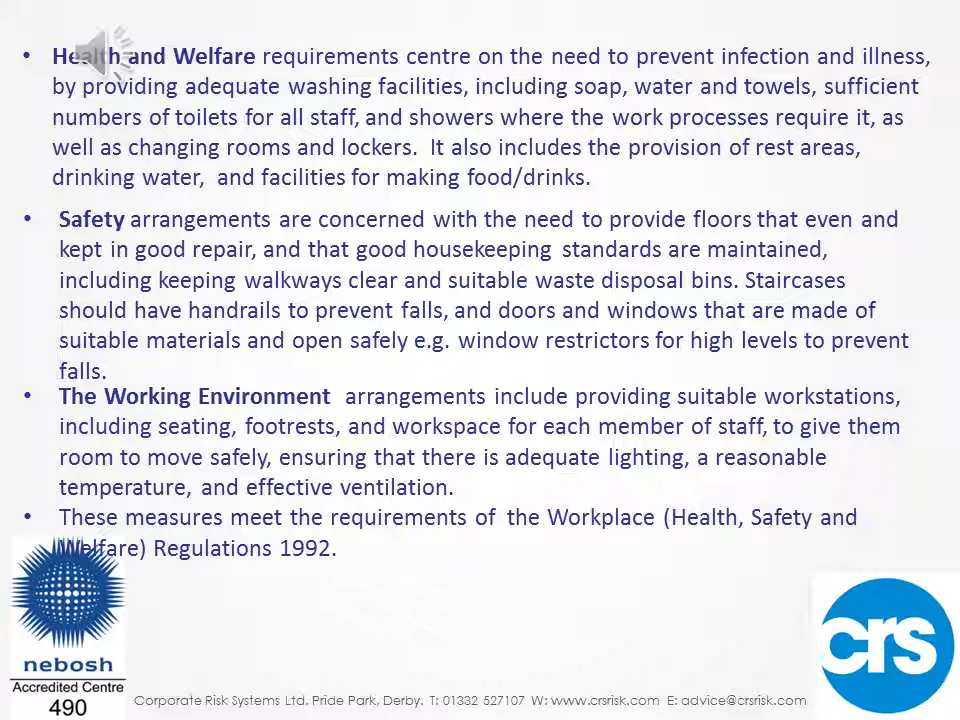 • Health and Welfare requirements centre on the need to prevent infection and illness,
by providing adequate washing facilities, including soap, water and towels, sufficient
numbers of toilets for all staff, and showers where the work processes require it, as
well as changing rooms and lockers. It also includes the provision of rest areas,
drinking water, and facilities for making food/drinks.
• Safety arrangements are concerned with the need to provide floors that even and
kept in good repair, and that good housekeeping standards are maintained,
including keeping walkways clear and suitable waste disposal bins. Staircases
should have handrails to prevent falls, and doors and windows that are made of
suitable materials and open safely e.g. window restrictors for high levels to prevent
falls.
• The Working Environment arrangements include providing suitable workstations,
including seating, footrests, and workspace for each member of staff, to give them
room to move safely, ensuring that there is adequate lighting, a reasonable
temperature, and effective ventilation.
• These measures meet the requirements of the Workplace (Health, Safety and
Welfare) Regulations 1992.
nebosh
Accredited Centre
490
crs
Corporate Risk Systems Ltd. Pride Park, Derby. T: 01332 527107 W: www.crsrisk.com E: advice@crsrisk.com